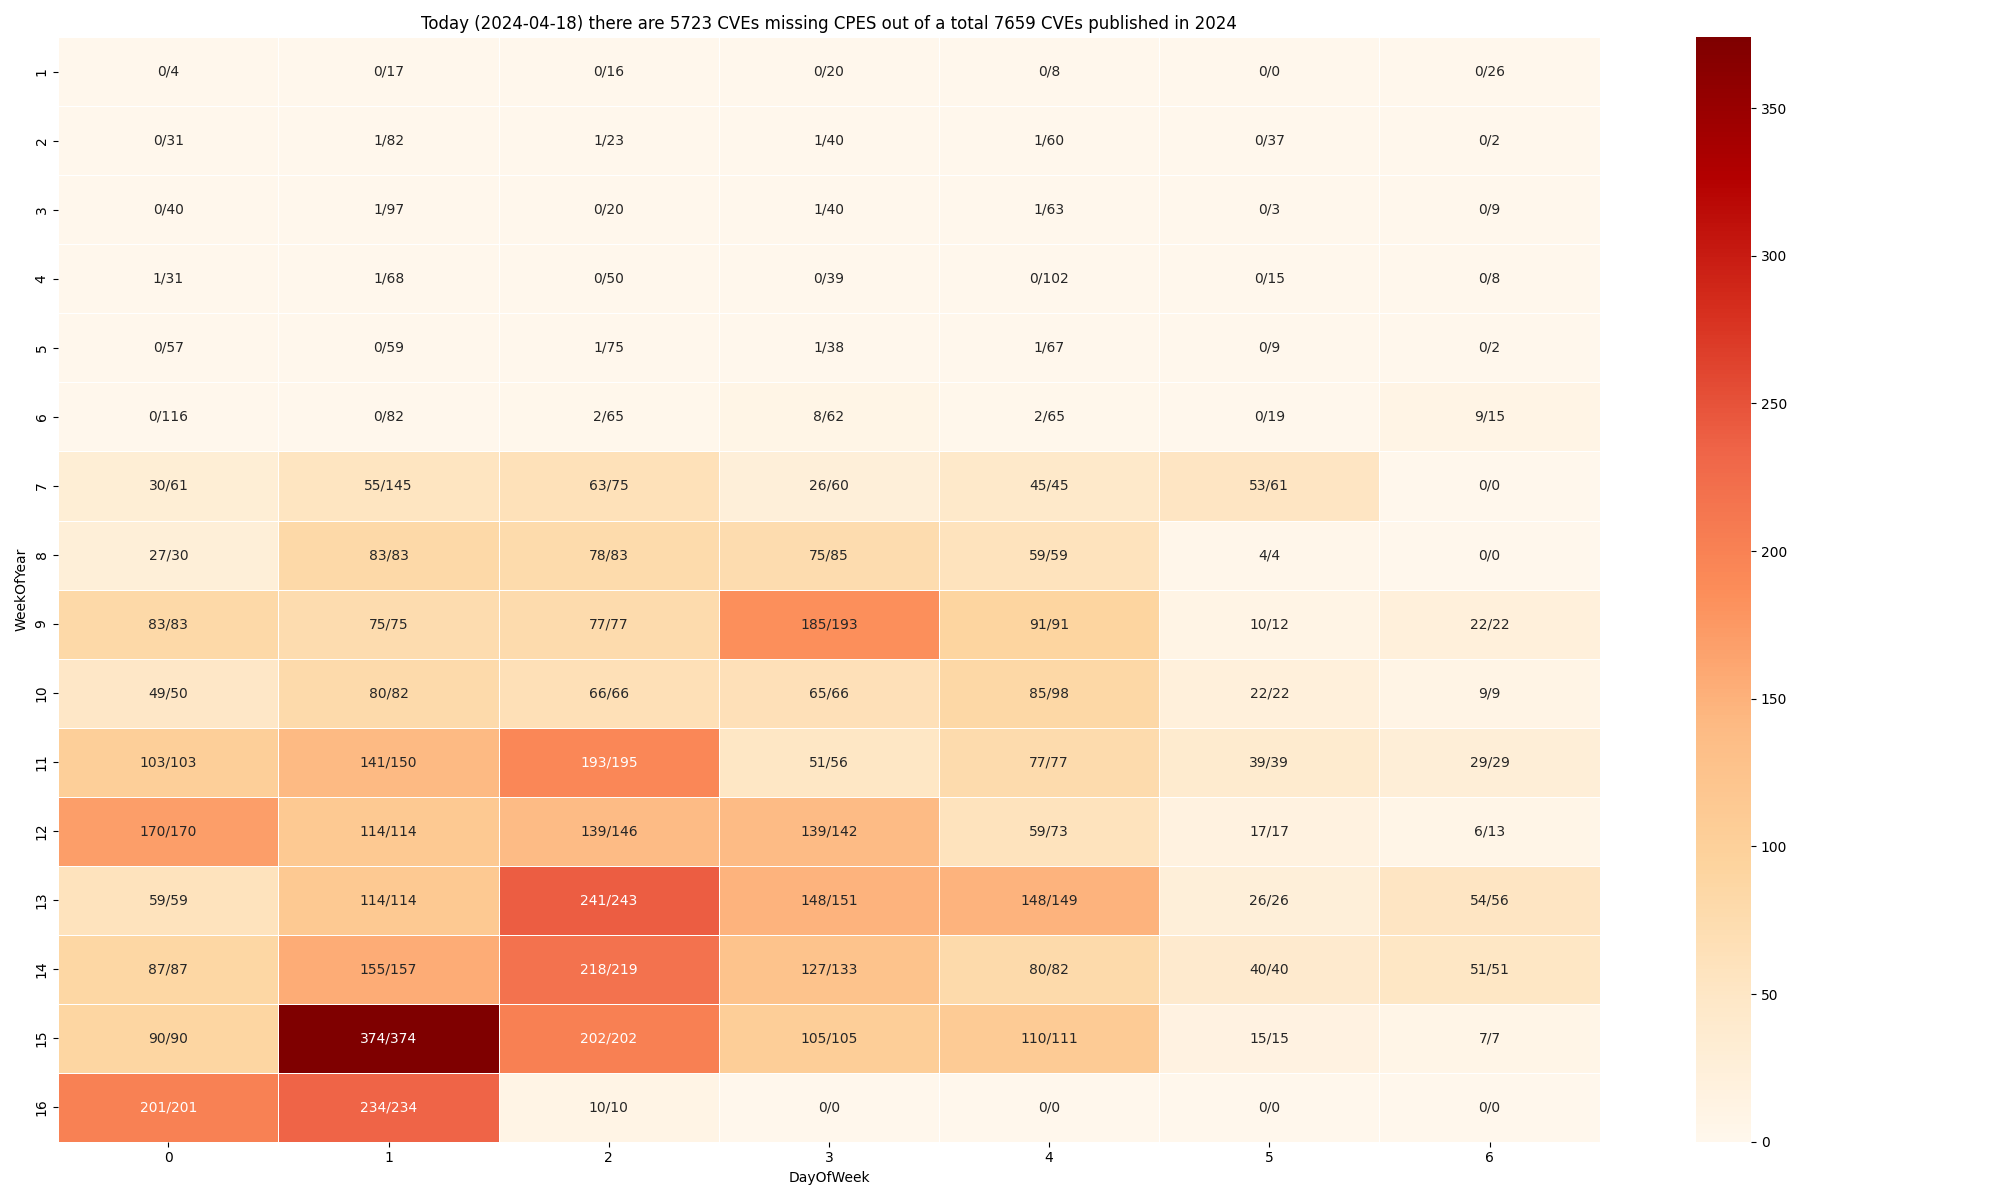 Today (2024-04-18) there are 5723 CVEs missing CPES out of a total 7659 CVEs published in 2024
1 0/4 0/17 0/16 0/20 0/8 0/0 0/26
2 0/31 1/82 1/23 1/40 1/60 0/37 0/2
3 0/40 1/97 0/20 1/40 1/63 0/3 0/9
4 1/31 1/68 0/50 0/39 0/102 0/15 0/8
5 0/57 0/59 1/75 1/38 1/67 0/9 0/2
6 0/116 0/82 2/65 8/62 2/65 0/19 9/15
7 30/61 55/145 63/75 26/60 45/45 53/61 0/0
8 27/30 83/83 78/83 75/85 59/59 4/4 0/0
9 83/83 75/75 77/77 185/193 91/91 10/12 22/22
10 49/50 80/82 66/66 65/66 85/98 22/22 9/9
11 103/103 141/150 193/195 51/56 77/77 39/39 29/29
12 170/170 114/114 139/146 139/142 59/73 17/17 6/13
13 59/59 114/114 241/243 148/151 148/149 26/26 54/56
14 87/87 155/157 218/219 127/133 80/82 40/40 51/51
15 90/90 374/374 202/202 105/105 110/111 15/15 7/7
16 201/201 234/234 10/10 0/0 0/0 0/0 0/0
0 1 2 3 4 5 6
DayOfWeek
WeekOfYear
350
300
250
200
150
100
50
0